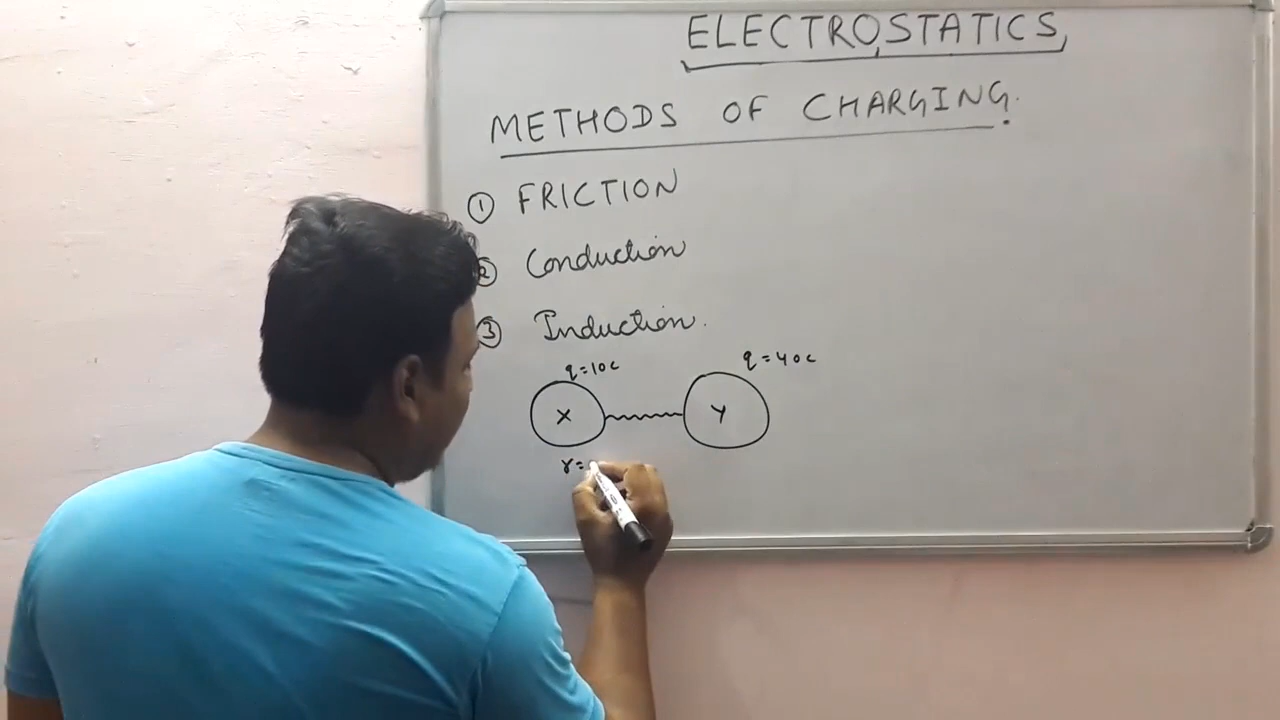 ELECTROSTATICS
METHODS OF CHARGING.
1 FRICTION
2 Conduction
3 Induction.
q=10c q=40c
X Y
r=